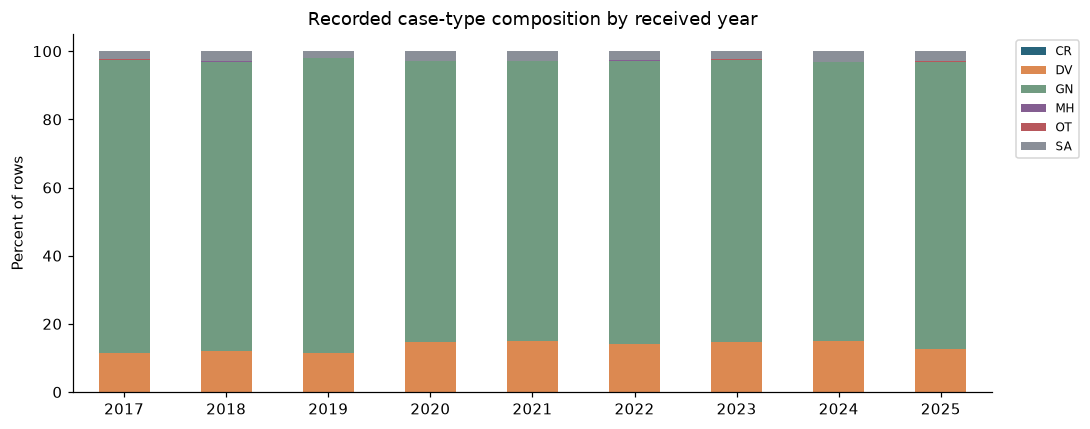 Recorded case-type composition by received year
Percent of rows
100
80
60
40
20
0
2017 2018 2019 2020 2021 2022 2023 2024 2025
CR
DV
GN
MH
OT
SA